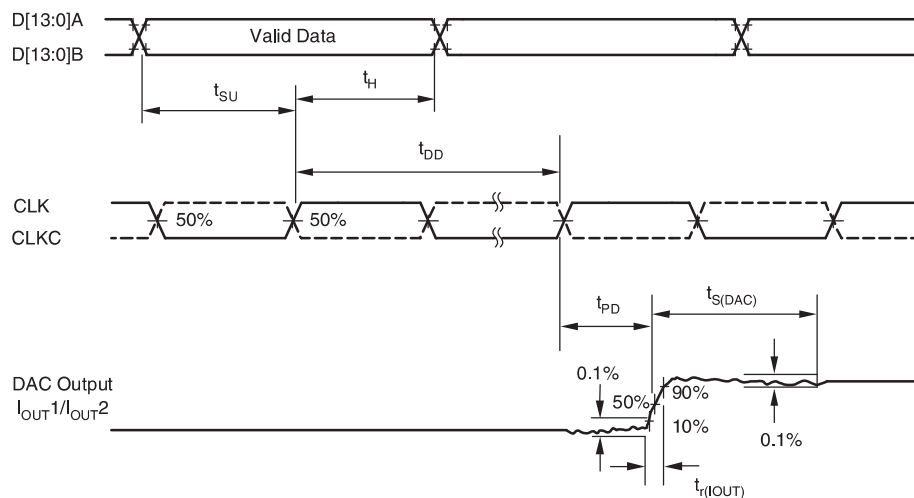 D[13:0]A
Valid Data
D[13:0]B
tSU
tH
tDD
CLK
50%
50%
CLKC
tPD
tS(DAC)
DAC Output
IOUT1/IOUT2
0.1%
50%
90%
10%
0.1%
tr(IOUT)